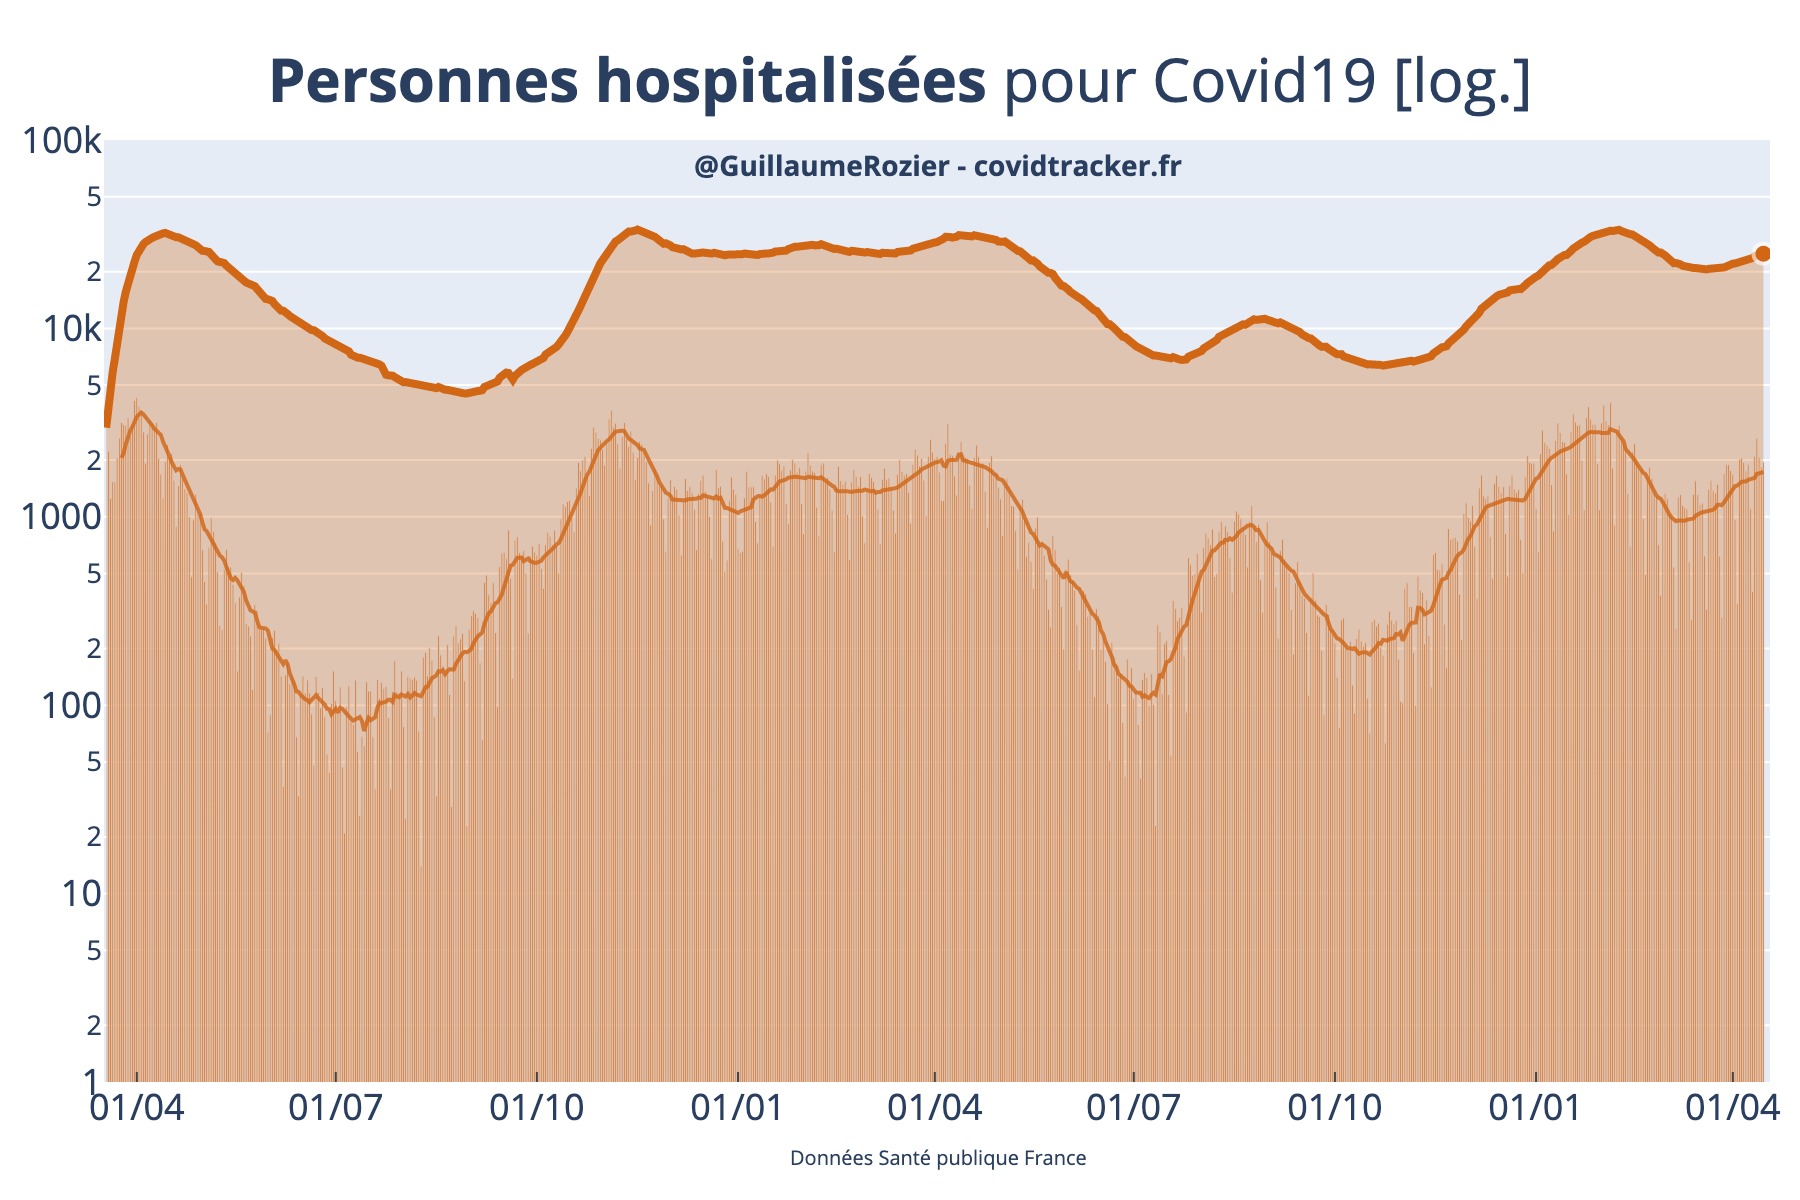 Personnes hospitalisées pour Covid19 [log.]
@GuillaumeRozier - covidtracker.fr
100k
5
2
10k
5
2
1000
5
2
100
5
2
10
5
2
1
01/04 01/07 01/10 01/01 01/04 01/07 01/10 01/01 01/04
Données Santé publique France